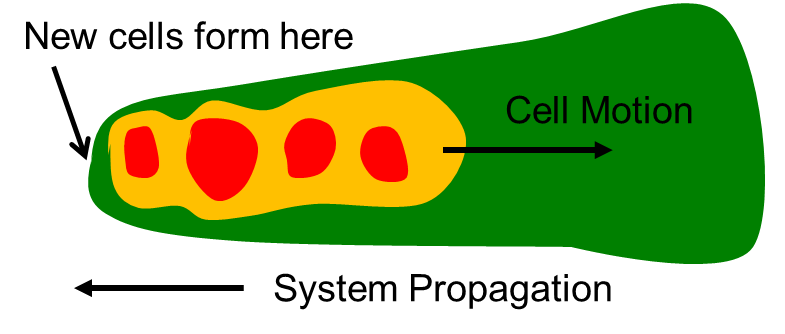 New cells form here
Cell Motion
System Propagation